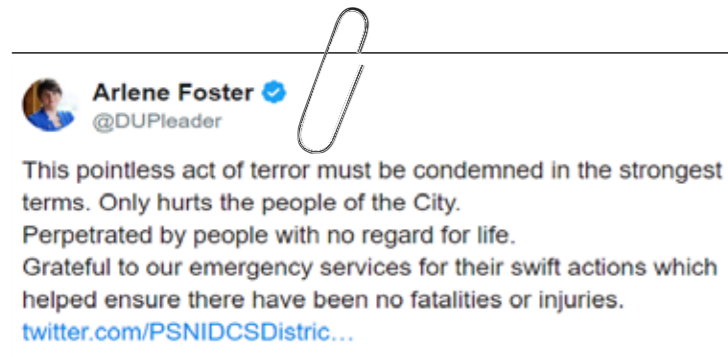 Arlene Foster
@DUPleader
This pointless act of terror must be condemned in the strongest
terms. Only hurts the people of the City.
Perpetrated by people with no regard for life.
Grateful to our emergency services for their swift actions which
helped ensure there have been no fatalities or injuries.
twitter.com/PSNIDCSDistric…